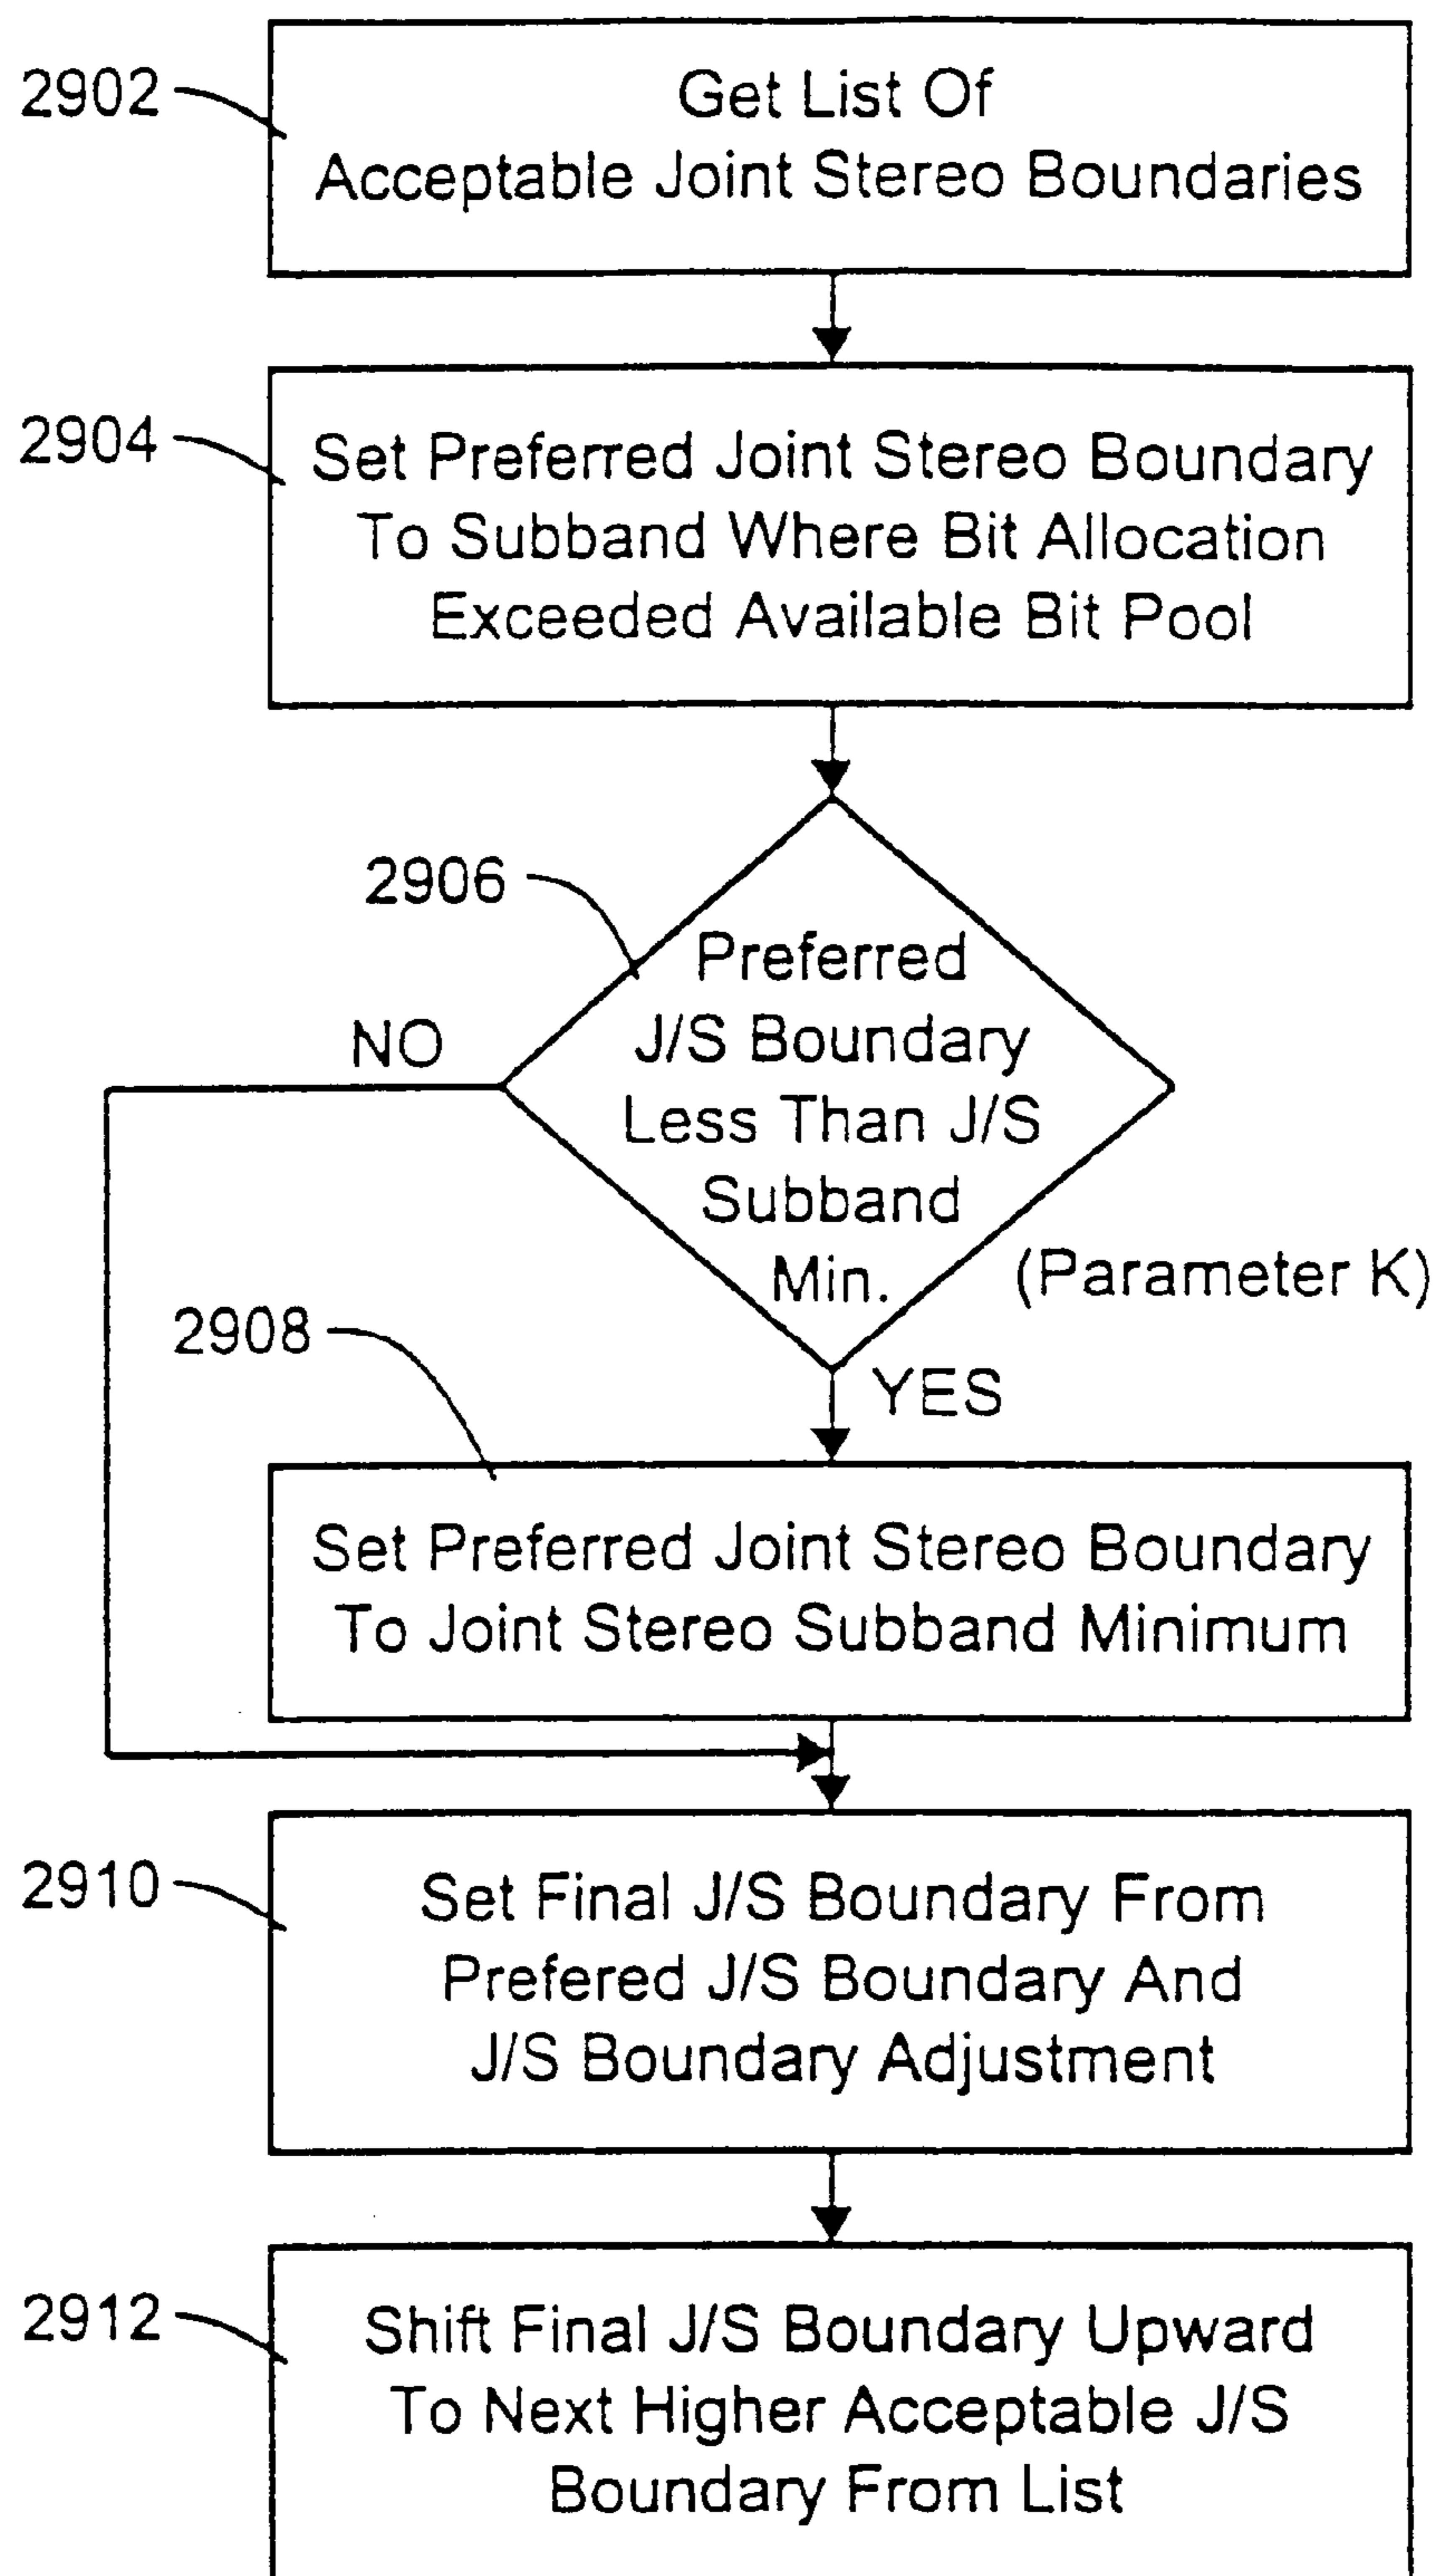 2902
Get List Of
Acceptable Joint Stereo Boundaries
2904
Set Preferred Joint Stereo Boundary
To Subband Where Bit Allocation
Exceeded Available Bit Pool
2906
Preferred
J/S Boundary
Less Than J/S
Subband
Min.
NO
(Parameter K)
YES
2908
Set Preferred Joint Stereo Boundary
To Joint Stereo Subband Minimum
2910
Set Final J/S Boundary From
Prefered J/S Boundary And
J/S Boundary Adjustment
2912
Shift Final J/S Boundary Upward
To Next Higher Acceptable J/S
Boundary From List